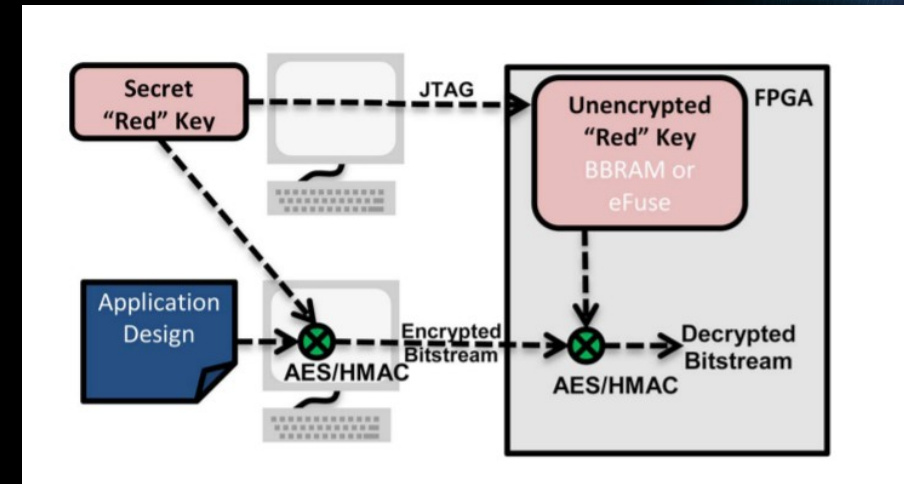 Secret
“Red” Key
JTAG
Unencrypted
“Red” Key
BBRAM or
eFuse
FPGA
Application
Design
AES/HMAC
Encrypted
Bitstream
AES/HMAC
Decrypted
Bitstream